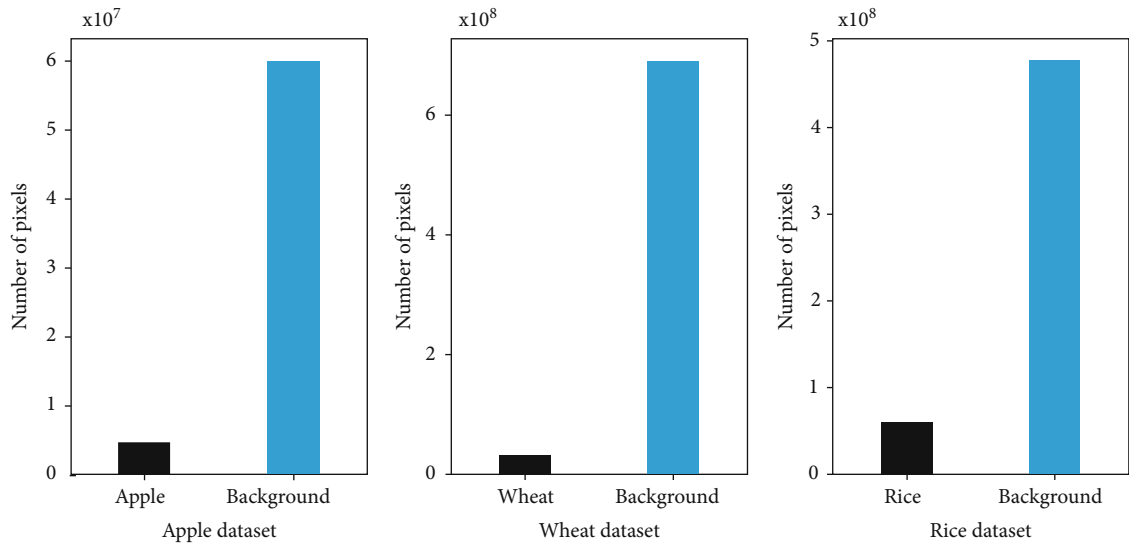 x10⁷
Number of pixels
6
5
4
3
2
1
0
Apple Background
Apple dataset
x10⁸
Number of pixels
6
4
2
0
Wheat Background
Wheat dataset
x10⁸
Number of pixels
5
4
3
2
1
0
Rice Background
Rice dataset